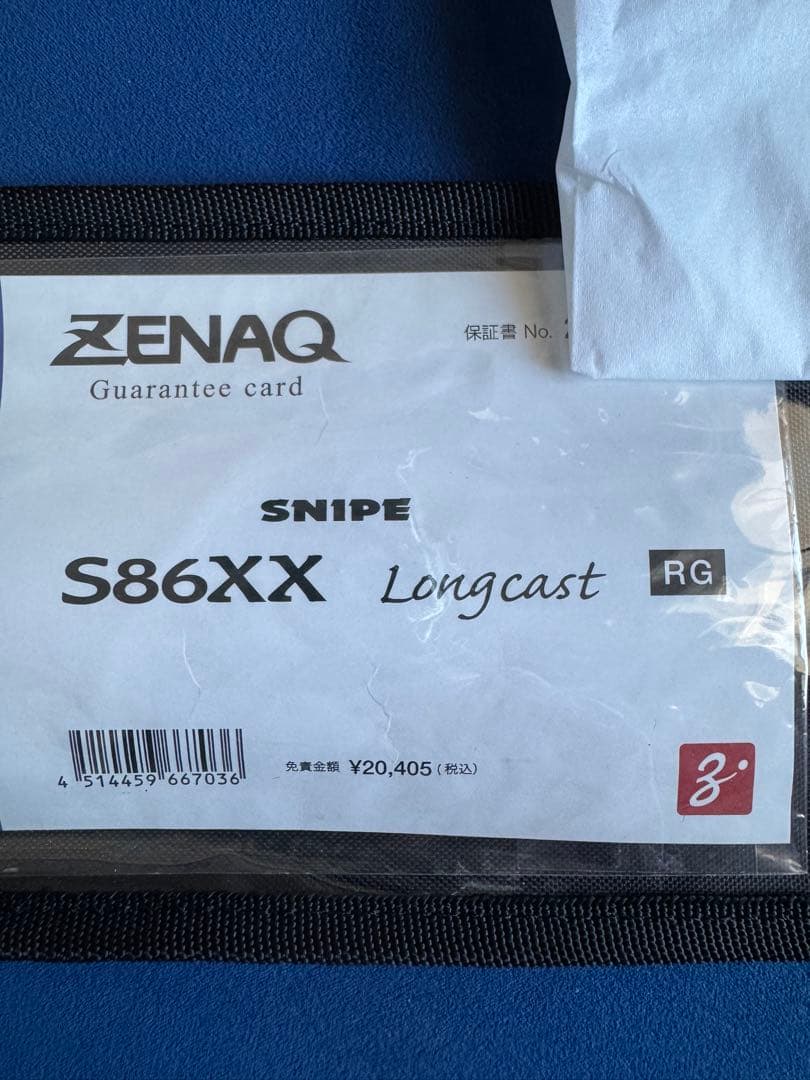 ZENAQ
Guarantee card
保証書 No.
SNIPE
S86XX Longcast RG
4 514459 667036
免責金額 ¥20,405 (税込)